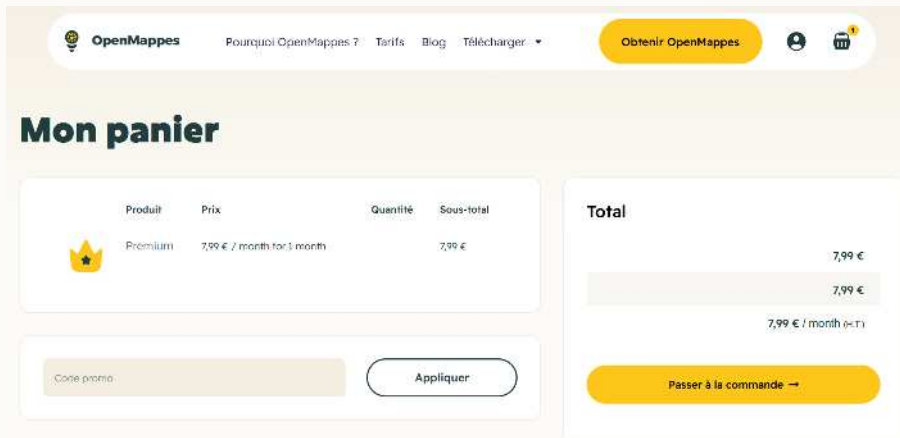 OpenMappes Pourquoi OpenMappes ? Tarifs Blog Télécharger Obtenir OpenMappes 1
Mon panier
Produit Prix Quantité Sous-total
Premium 7,99 € / month for 1 month 7,99 €
Code promo Appliquer
Total
7,99 €
7,99 €
7,99 € / month (H.T)
Passer à la commande →